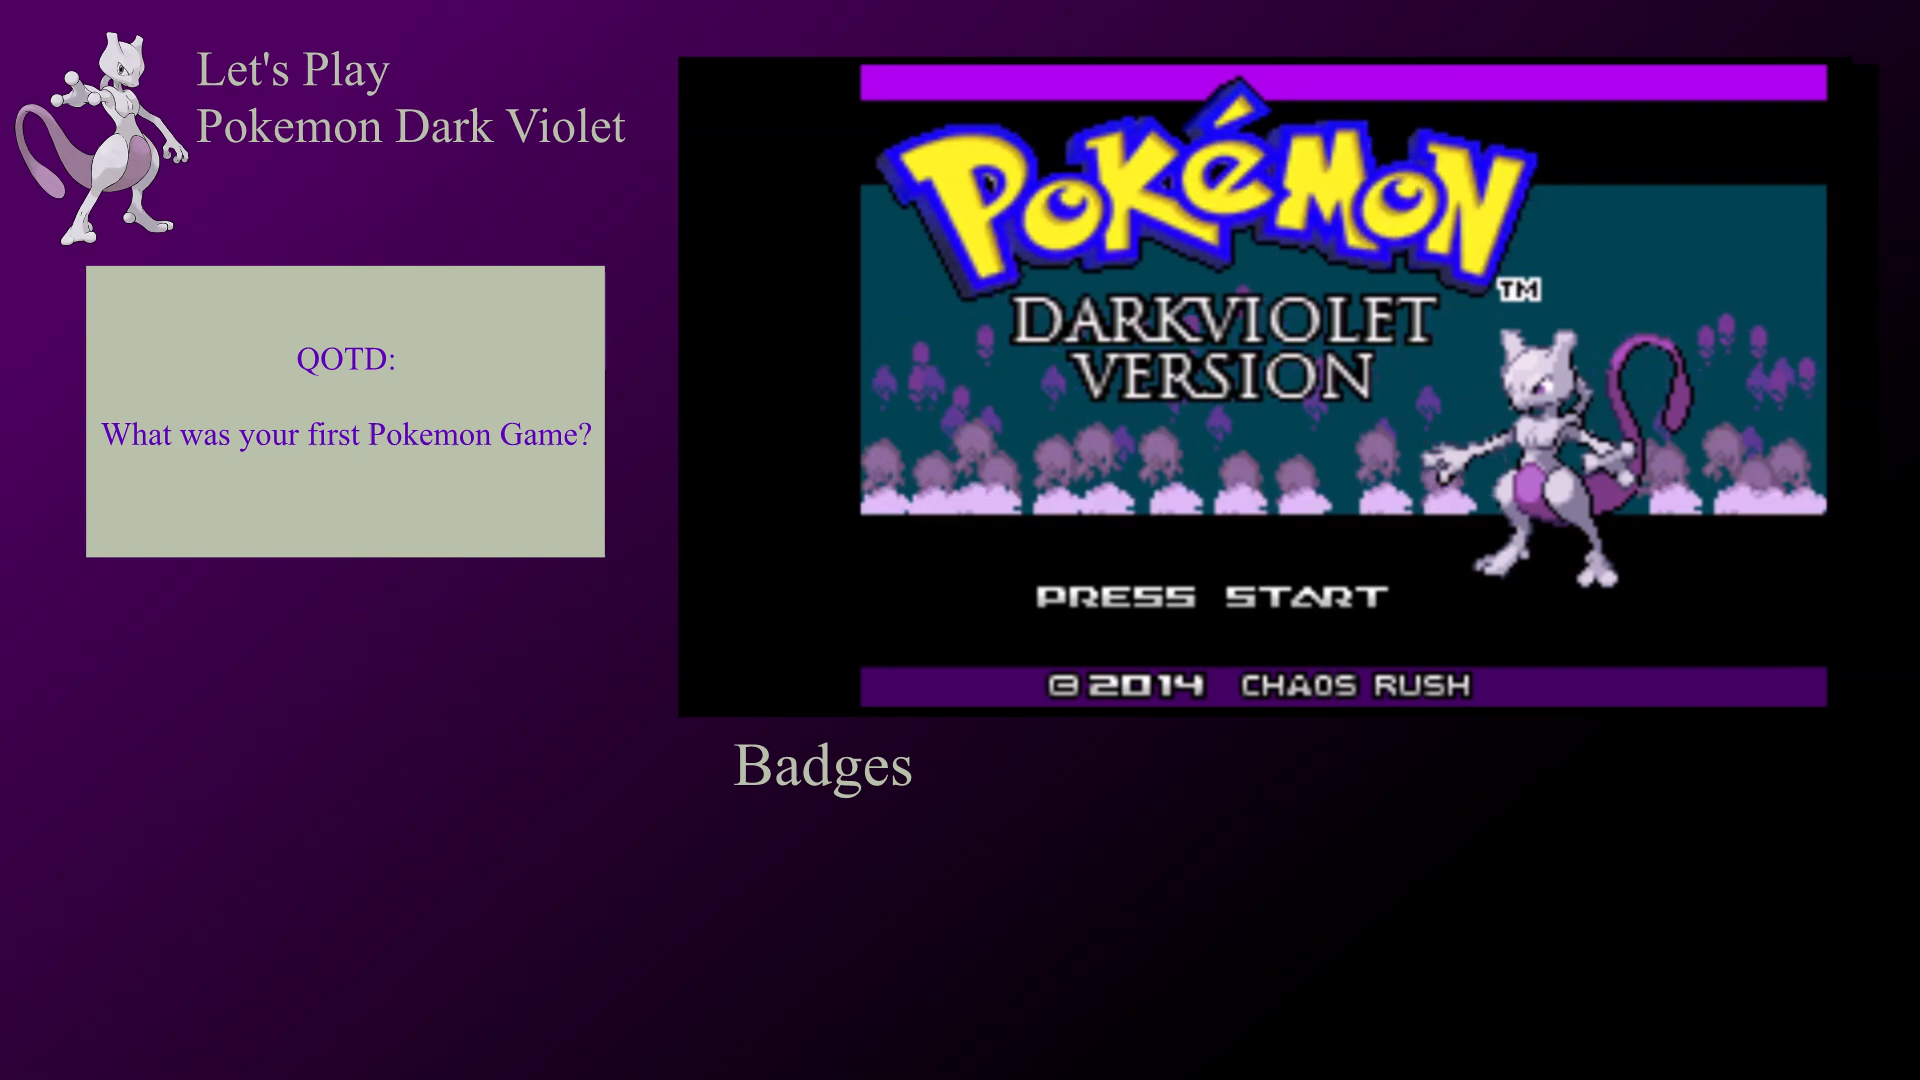 Let's Play
Pokemon Dark Violet
QOTD:
What was your first Pokemon Game?
POKéMON
TM
DARKVIOLET
VERSION
PRESS START
©2014 CHAOS RUSH
Badges